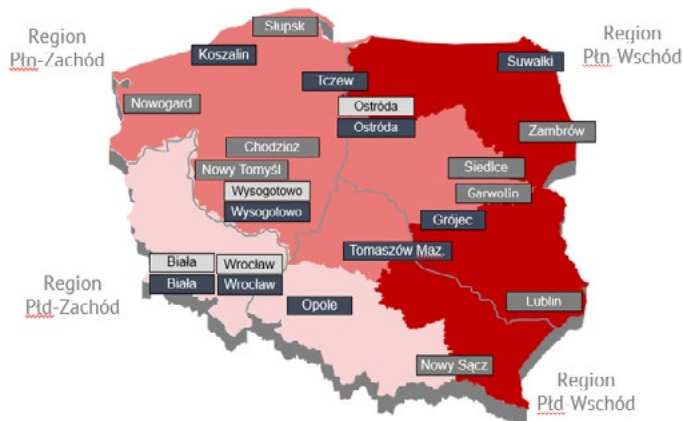 Słupsk
Region
Płn-Zachód
Koszalin
Region
Płn-Wschód
Suwałki
Tczew
Nowogard
Ostróda
Ostróda
Zambrów
Chodzież
Nowy Tomyśl
Siedlce
Wysogotowo
Garwolin
Wysogotowo
Grójec
Tomaszów Maz.
Biała
Wrocław
Region
Płd-Zachód
Biała
Wrocław
Opole
Lublin
Nowy Sącz
Region
Płd-Wschód